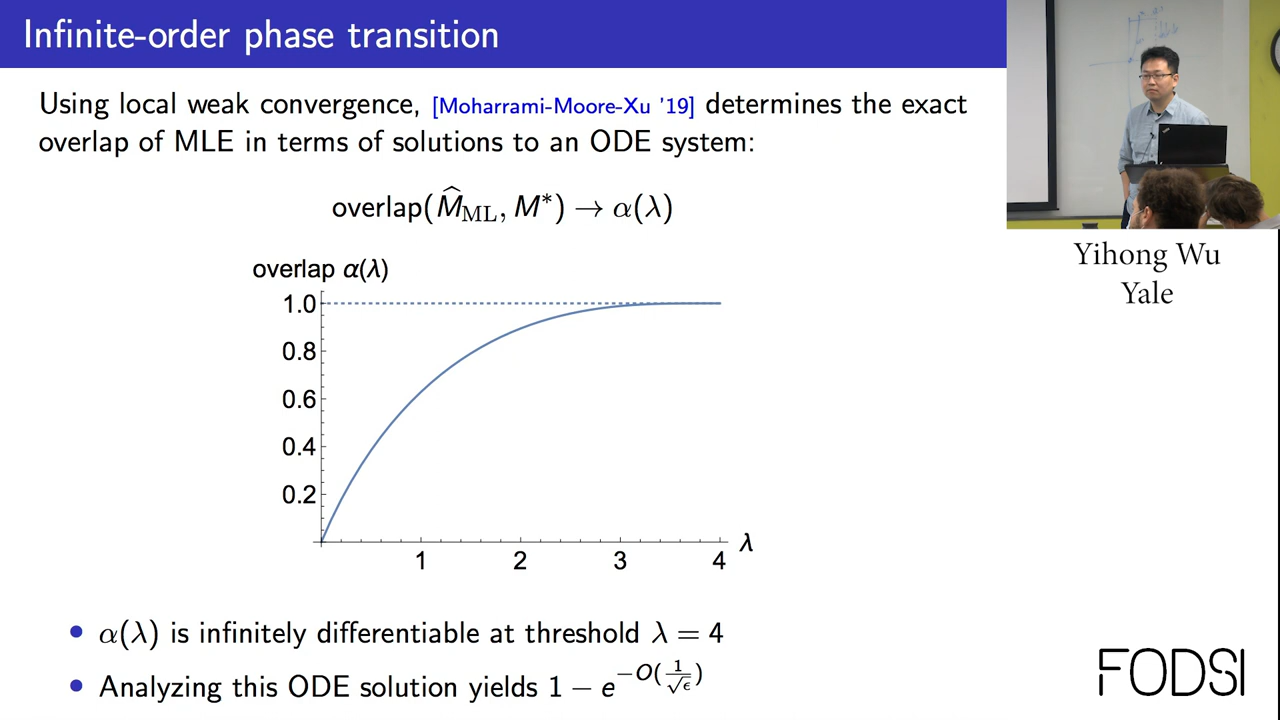 Infinite-order phase transition
Using local weak convergence, [Moharrami-Moore-Xu '19] determines the exact
overlap of MLE in terms of solutions to an ODE system:
overlap(M̂_ML, M*) → α(λ)
overlap α(λ)
1.0
0.8
0.6
0.4
0.2
1 2 3 4 λ
• α(λ) is infinitely differentiable at threshold λ = 4
• Analyzing this ODE solution yields 1 − e^{−O(1/√ϵ)}
Yihong Wu
Yale
FODSI